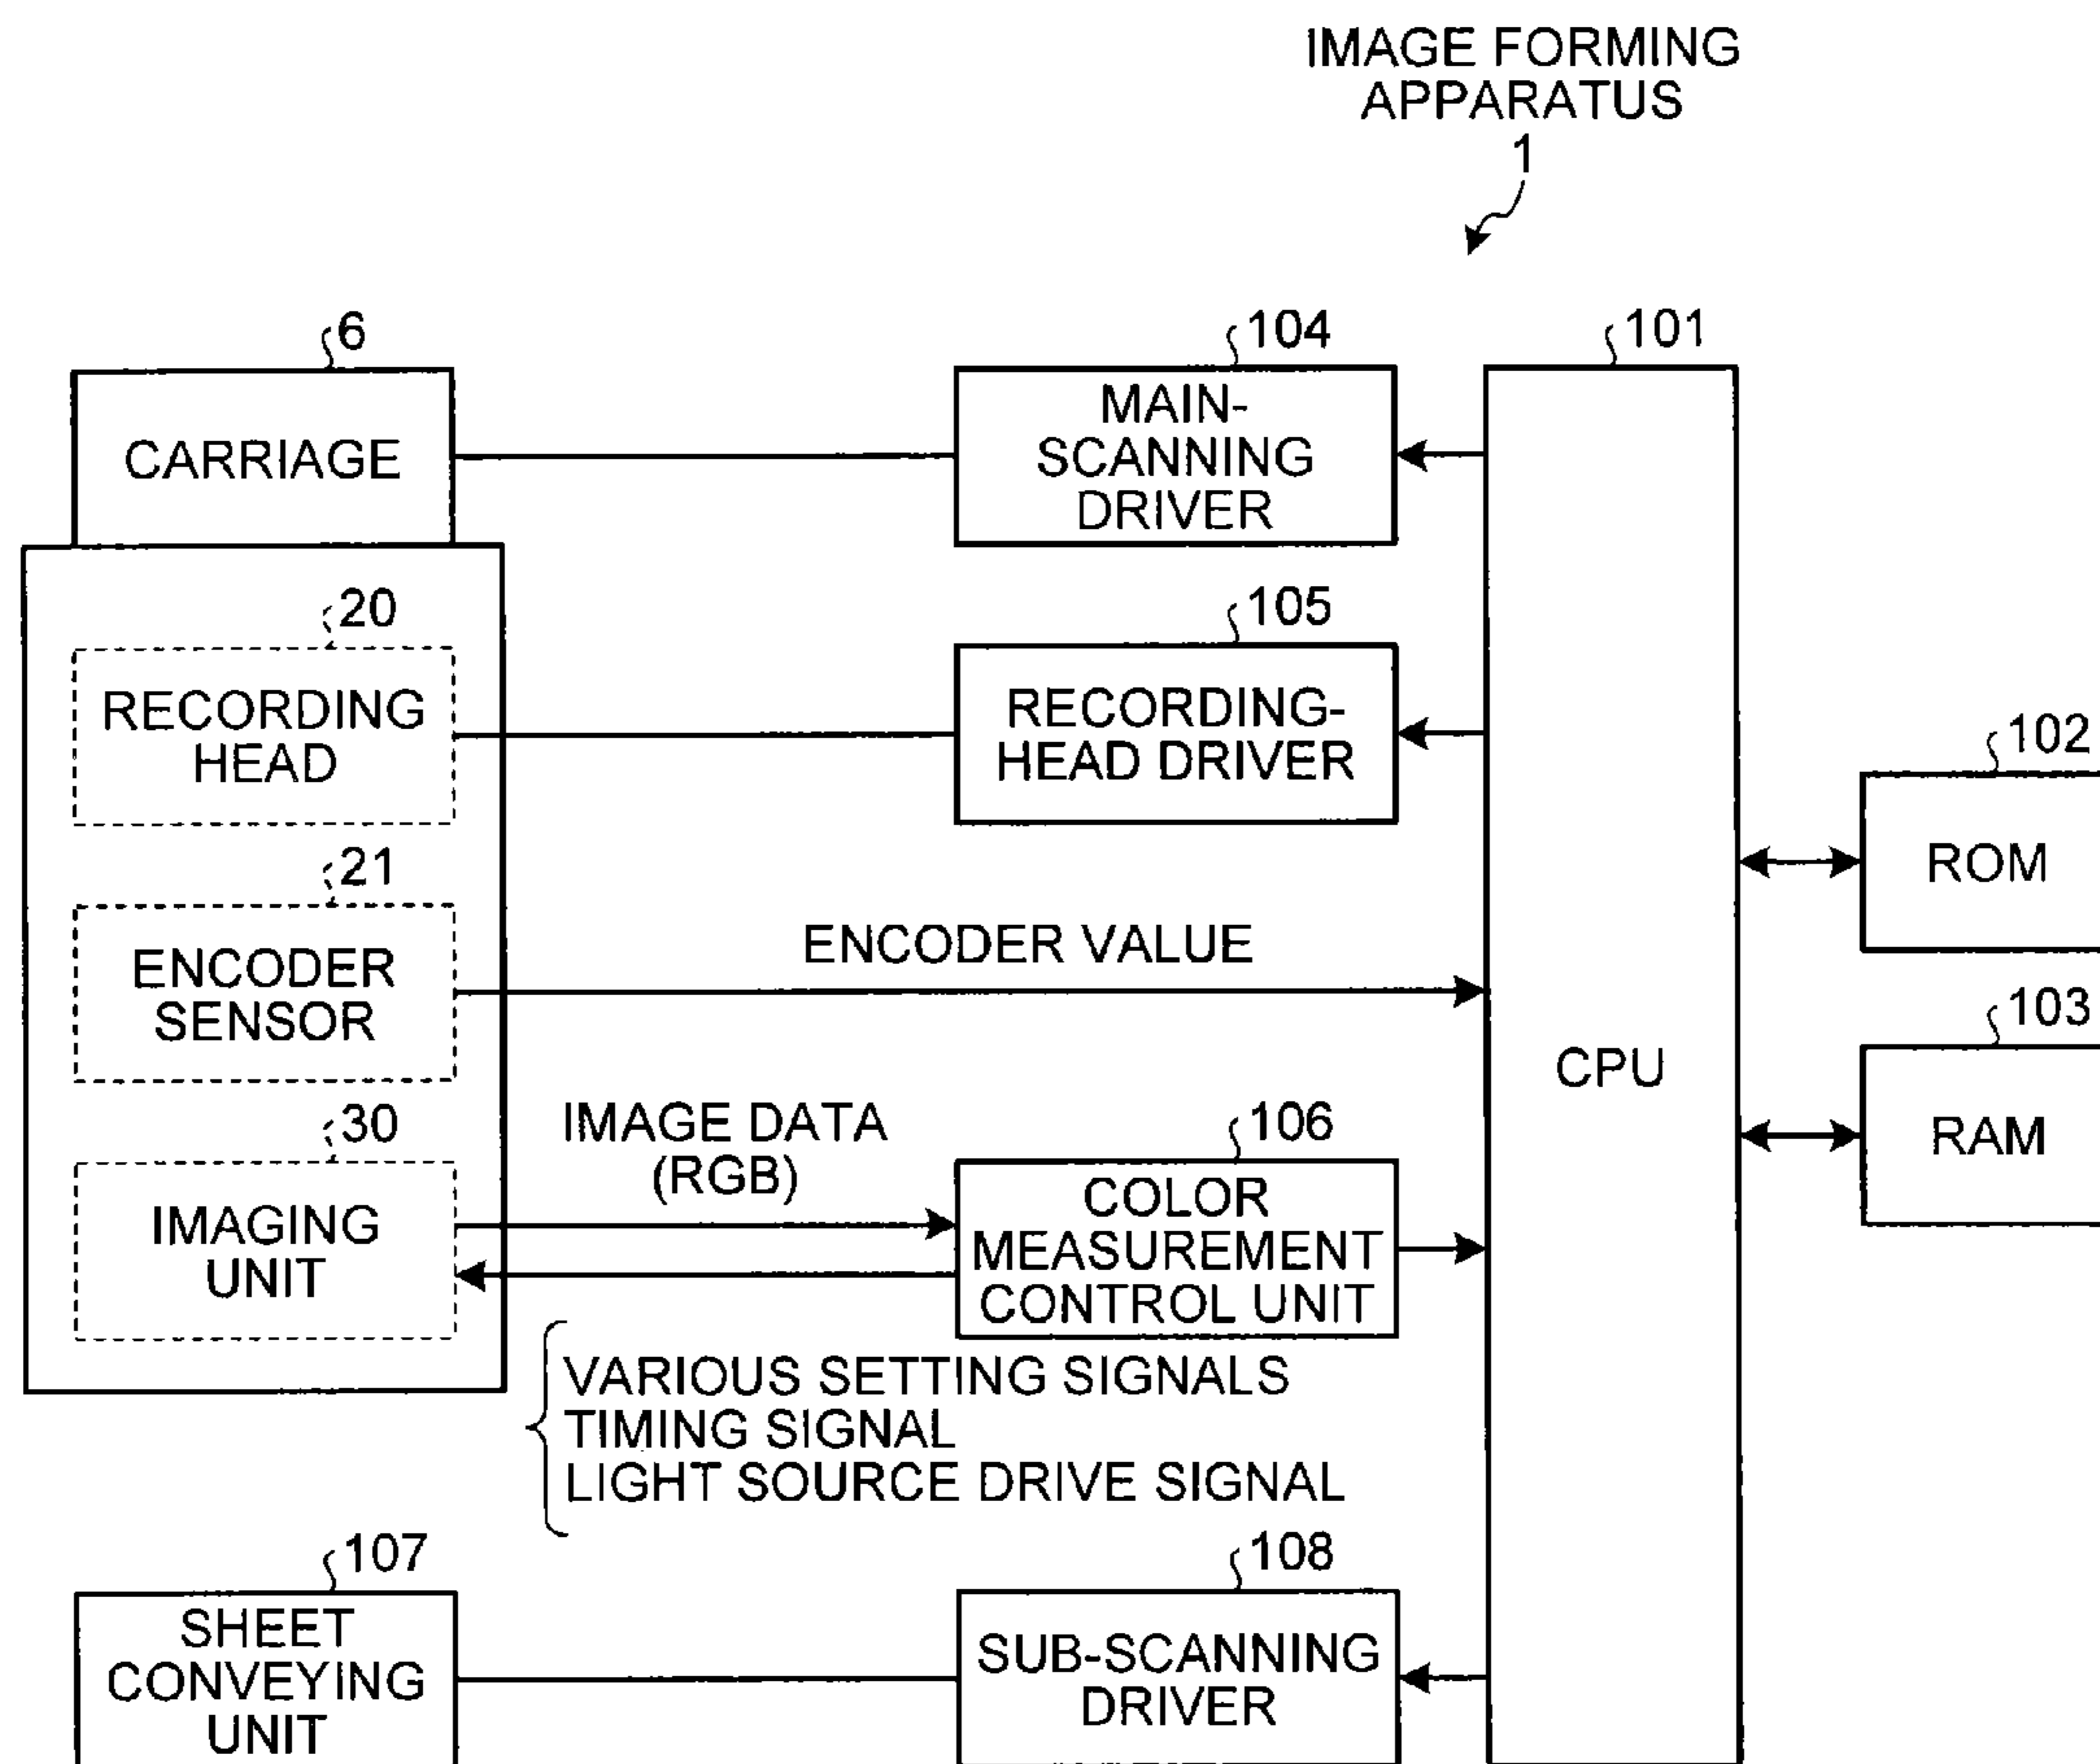 IMAGE FORMING
APPARATUS
1
6
CARRIAGE
104
MAIN-
SCANNING
DRIVER
101
CPU
20
RECORDING
HEAD
105
RECORDING-
HEAD DRIVER
102
ROM
21
ENCODER
SENSOR
ENCODER VALUE
103
RAM
30
IMAGING
UNIT
IMAGE DATA
(RGB)
106
COLOR
MEASUREMENT
CONTROL UNIT
VARIOUS SETTING SIGNALS
TIMING SIGNAL
LIGHT SOURCE DRIVE SIGNAL
107
SHEET
CONVEYING
UNIT
108
SUB-SCANNING
DRIVER